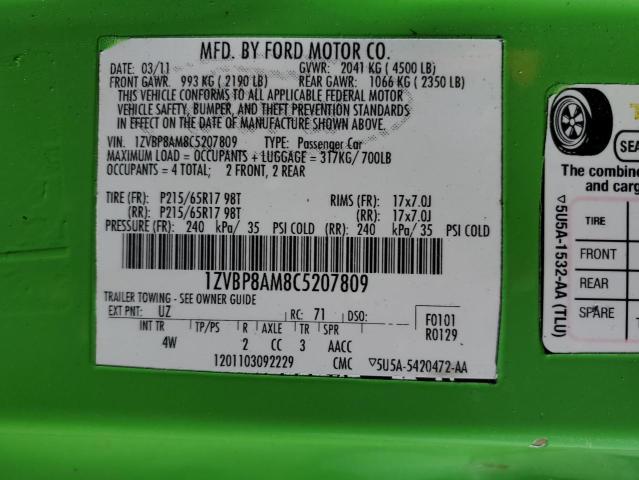 MFD. BY FORD MOTOR CO.
DATE: 03/11 GVWR: 2041 KG ( 4500 LB)
FRONT GAWR: 993 KG ( 2190 LB) REAR GAWR: 1066 KG ( 2350 LB)
THIS VEHICLE CONFORMS TO ALL APPLICABLE FEDERAL MOTOR
VEHICLE SAFETY, BUMPER, AND THEFT PREVENTION STANDARDS
IN EFFECT ON THE DATE OF MANUFACTURE SHOWN ABOVE.
VIN: 1ZVBP8AM8C5207809 TYPE: Passenger Car
MAXIMUM LOAD = OCCUPANTS + LUGGAGE = 317KG/ 700LB
OCCUPANTS = 4 TOTAL; 2 FRONT, 2 REAR
TIRE (FR): P215/65R17 98T RIMS (FR): 17x7.0J
(RR): P215/65R17 98T (RR): 17x7.0J
PRESSURE (FR): 240 kPa/ 35 PSI COLD (RR): 240 kPa/ 35 PSI COLD
1ZVBP8AM8C5207809
TRAILER TOWING - SEE OWNER GUIDE
EXT PNT: UZ RC: 71 DSO: F0101
INT TR TP/PS R AXLE TR SPR R0129
4W 2 CC 3 AACC
1201103092229 CMC ▽5U5A-5420472-AA
SEA
The combine
and carg
TIRE
FRONT
REAR
SPARE
▽5U5A-1532-AA (TLU)